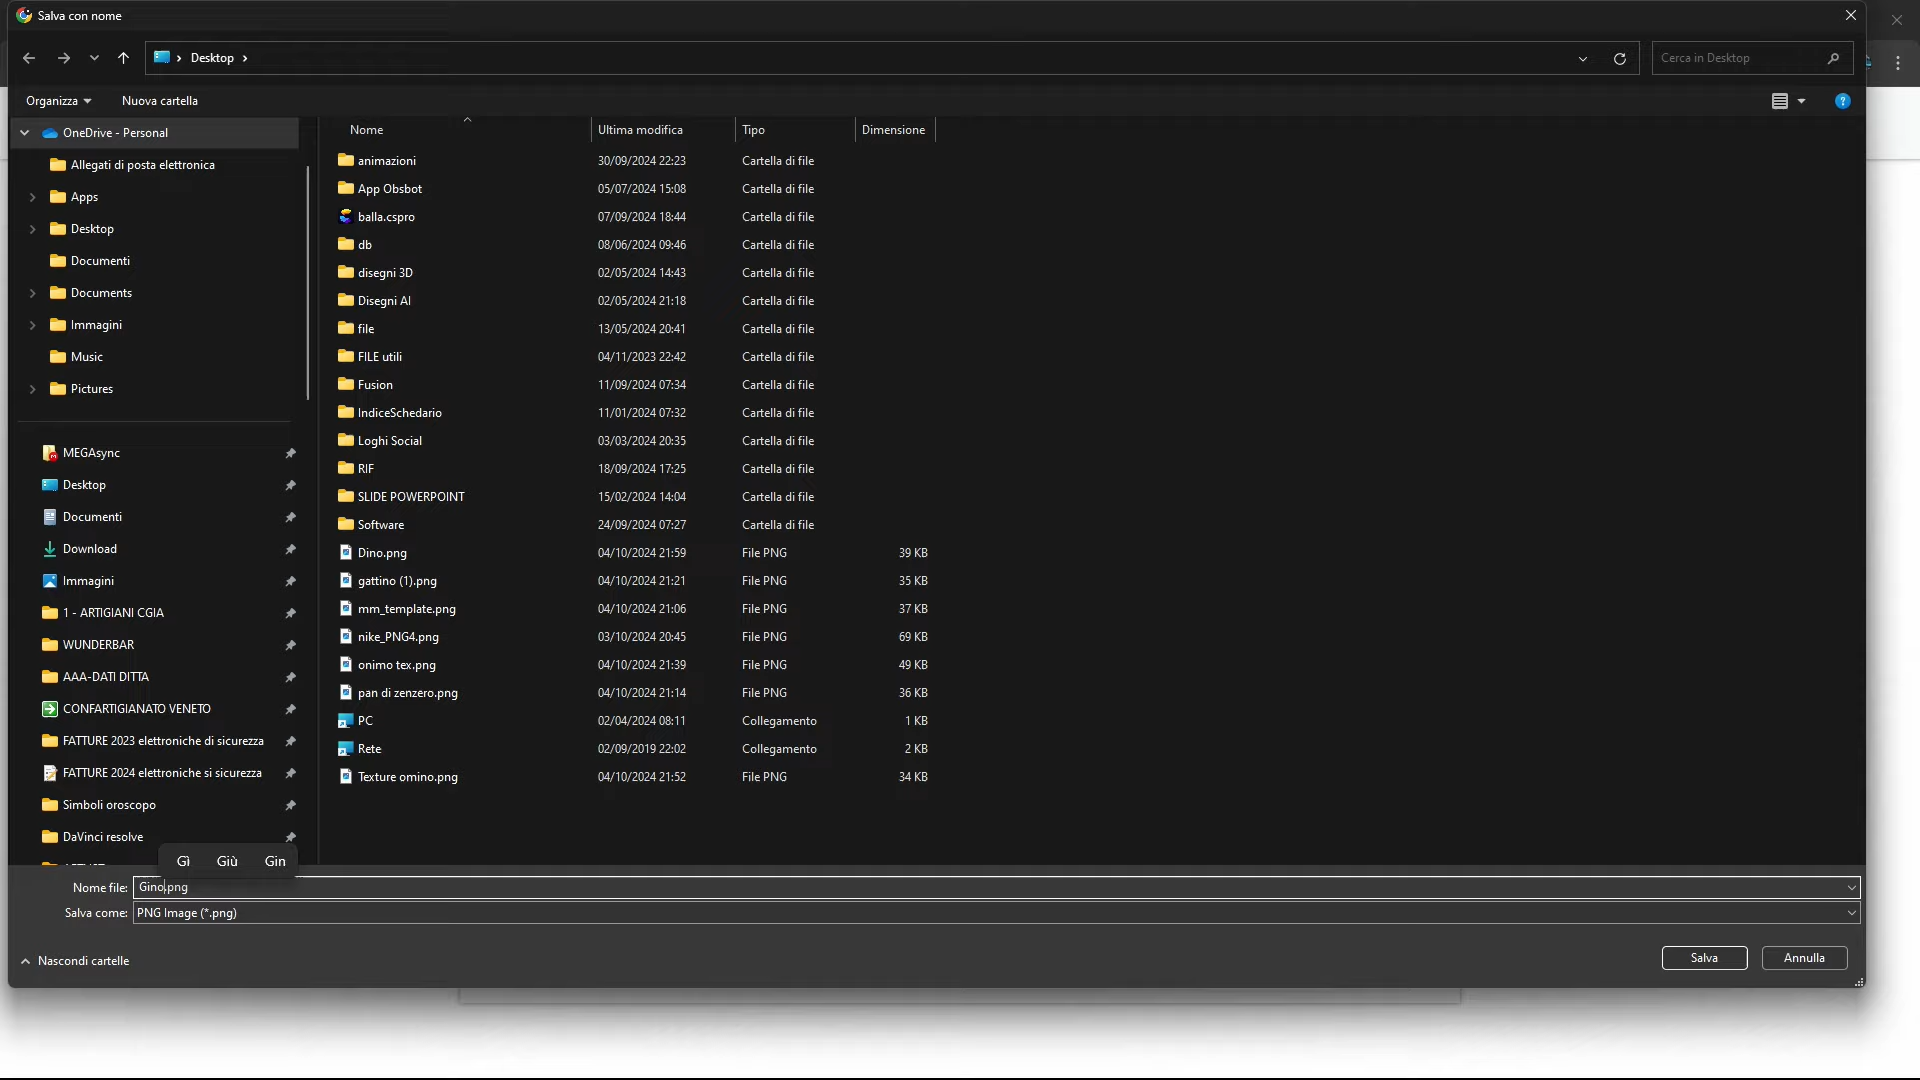 Salva con nome
Desktop
Cerca in Desktop
Organizza
Nuova cartella
OneDrive - Personal
Allegati di posta elettronica
Apps
Desktop
Documenti
Documents
Immagini
Music
Pictures
MEGAsync
Desktop
Documenti
Download
Immagini
1 - ARTIGIANI CGIA
WUNDERBAR
AAA-DATI DITTA
CONFARTIGIANATO VENETO
FATTURE 2023 elettroniche di sicurezza
FATTURE 2024 elettroniche si sicurezza
Simboli oroscopo
DaVinci resolve
Nome Ultima modifica Tipo Dimensione
animazioni 30/09/2024 22:23 Cartella di file
App Obsbot 05/07/2024 15:08 Cartella di file
balla.cspro 07/09/2024 18:44 Cartella di file
db 08/06/2024 09:46 Cartella di file
disegni 3D 02/05/2024 14:43 Cartella di file
Disegni AI 02/05/2024 21:18 Cartella di file
file 13/05/2024 20:41 Cartella di file
FILE utili 04/11/2023 22:42 Cartella di file
Fusion 11/09/2024 07:34 Cartella di file
IndiceSchedario 11/01/2024 07:32 Cartella di file
Loghi Social 03/03/2024 20:35 Cartella di file
RIF 18/09/2024 17:25 Cartella di file
SLIDE POWERPOINT 15/02/2024 14:04 Cartella di file
Software 24/09/2024 07:27 Cartella di file
Dino.png 04/10/2024 21:59 File PNG 39 KB
gattino (1).png 04/10/2024 21:21 File PNG 35 KB
mm_template.png 04/10/2024 21:06 File PNG 37 KB
nike_PNG4.png 03/10/2024 20:45 File PNG 69 KB
onimo tex.png 04/10/2024 21:39 File PNG 49 KB
pan di zenzero.png 04/10/2024 21:14 File PNG 36 KB
PC 02/04/2024 08:11 Collegamento 1 KB
Rete 02/09/2019 22:02 Collegamento 2 KB
Texture omino.png 04/10/2024 21:52 File PNG 34 KB
Gì Giù Gin
Nome file: Gino.png
Salva come: PNG Image (*.png)
Nascondi cartelle
Salva Annulla